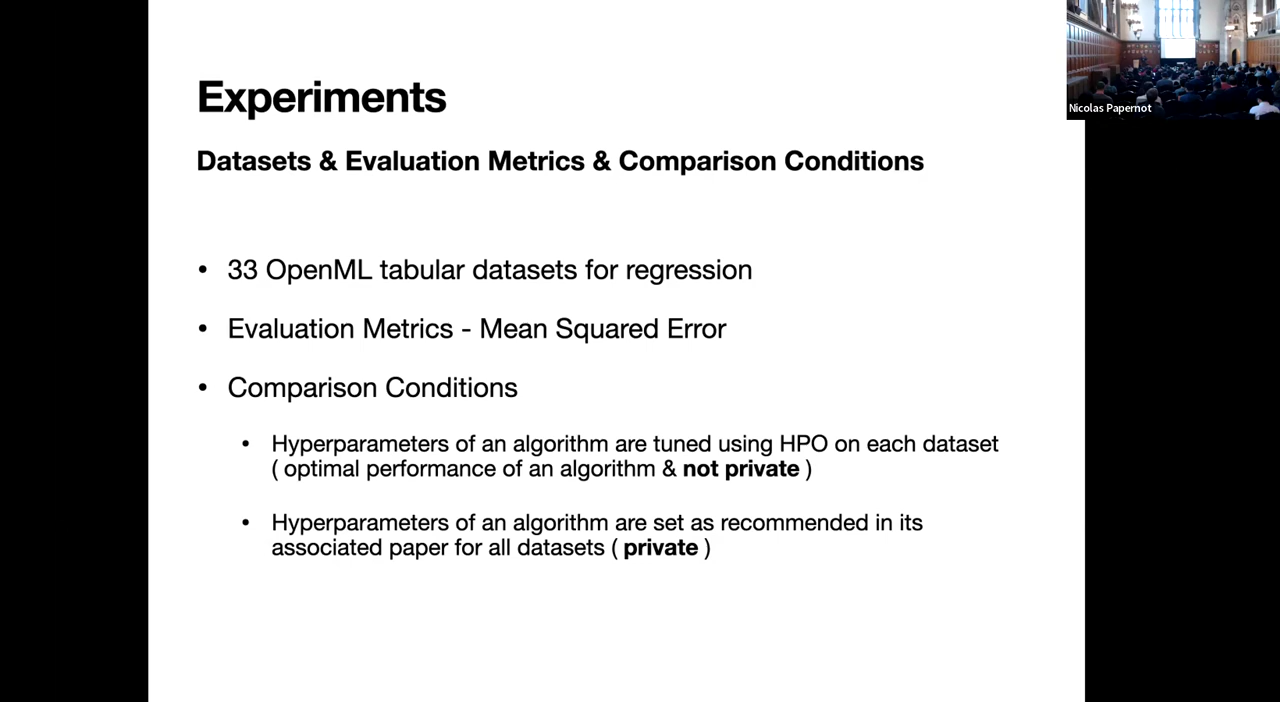 Experiments
Datasets & Evaluation Metrics & Comparison Conditions
• 33 OpenML tabular datasets for regression
• Evaluation Metrics - Mean Squared Error
• Comparison Conditions
• Hyperparameters of an algorithm are tuned using HPO on each dataset
( optimal performance of an algorithm & not private )
• Hyperparameters of an algorithm are set as recommended in its
associated paper for all datasets ( private )
Nicolas Papernot